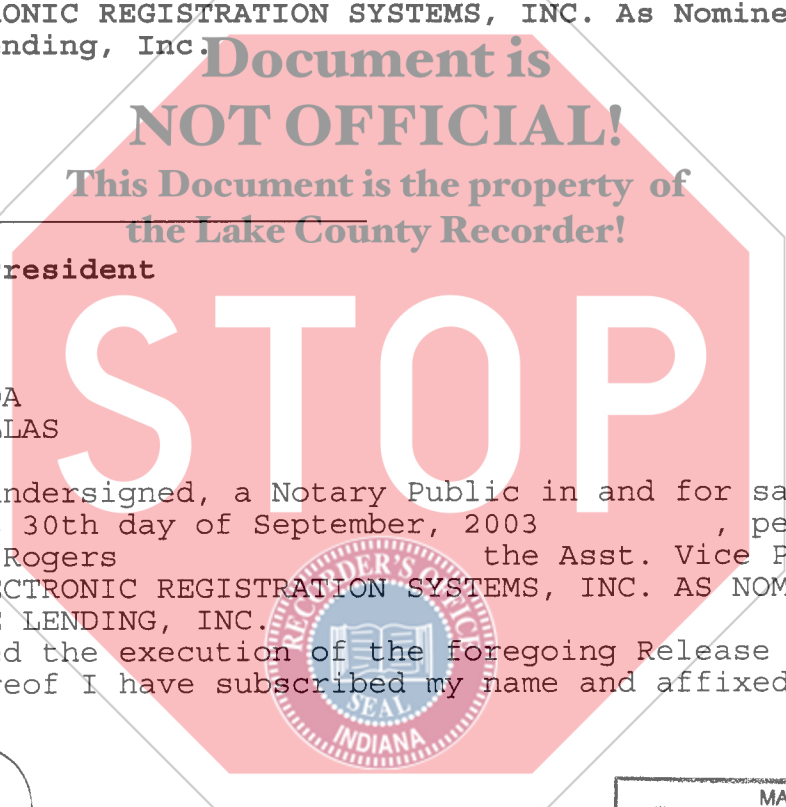 ONIC REGISTRATION SYSTEMS, INC. As Nomine
nding, Inc.
Document is
NOT OFFICIAL!
This Document is the property of
the Lake County Recorder!
resident
STOP
DA
LLAS
ndersigned, a Notary Public in and for sa
30th day of September, 2003 , pe
Rogers the Asst. Vice P
CTRONIC REGISTRATION SYSTEMS, INC. AS NOM
LENDING, INC.
d the execution of the foregoing Release
reof I have subscribed my name and affixed
RECORDER'S OFFICE
SEAL
INDIANA
MA